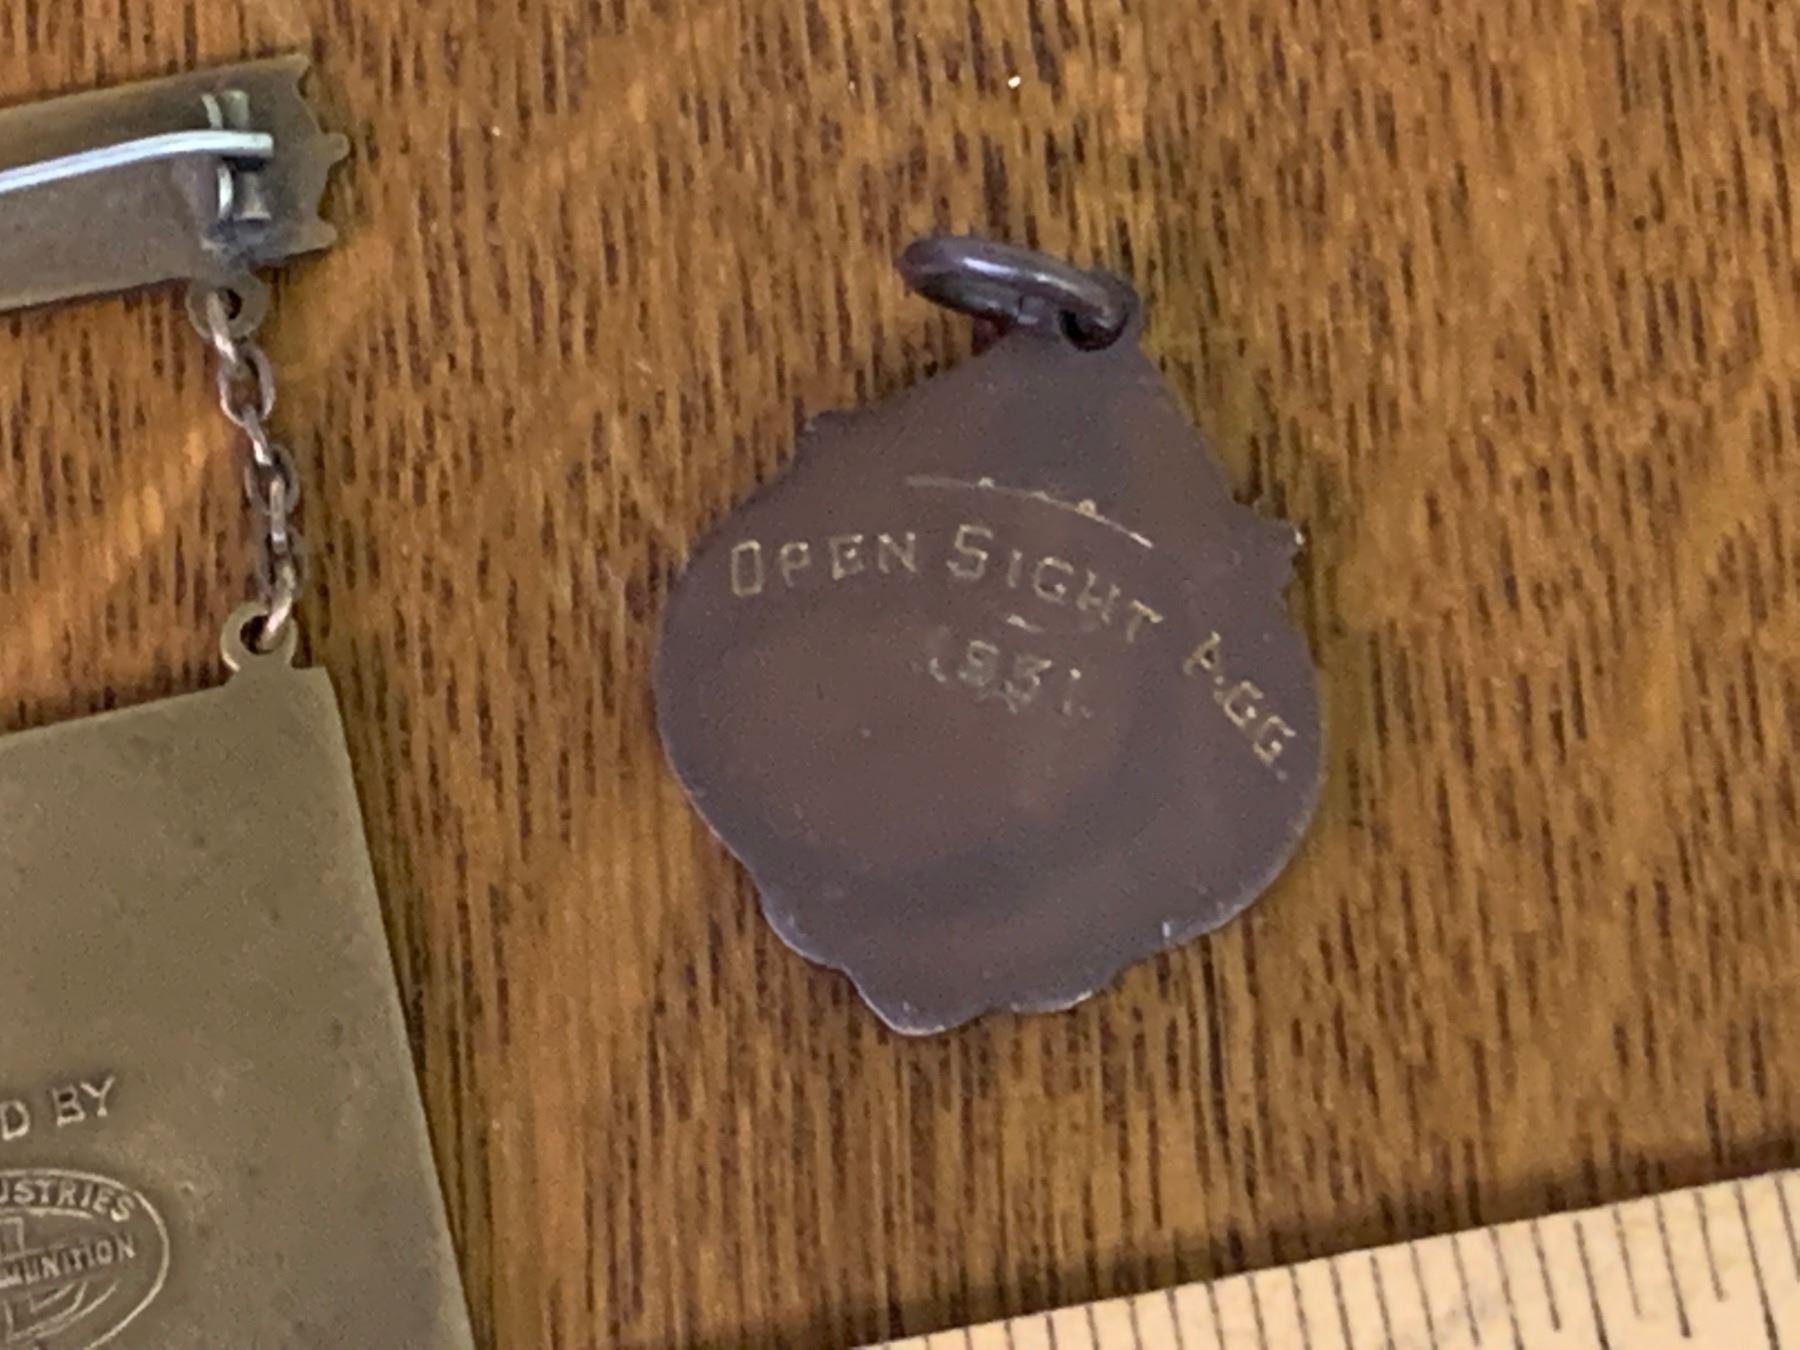 OPEN SIGHT AGG.
1931.
D BY
USTRIES
MUNITION